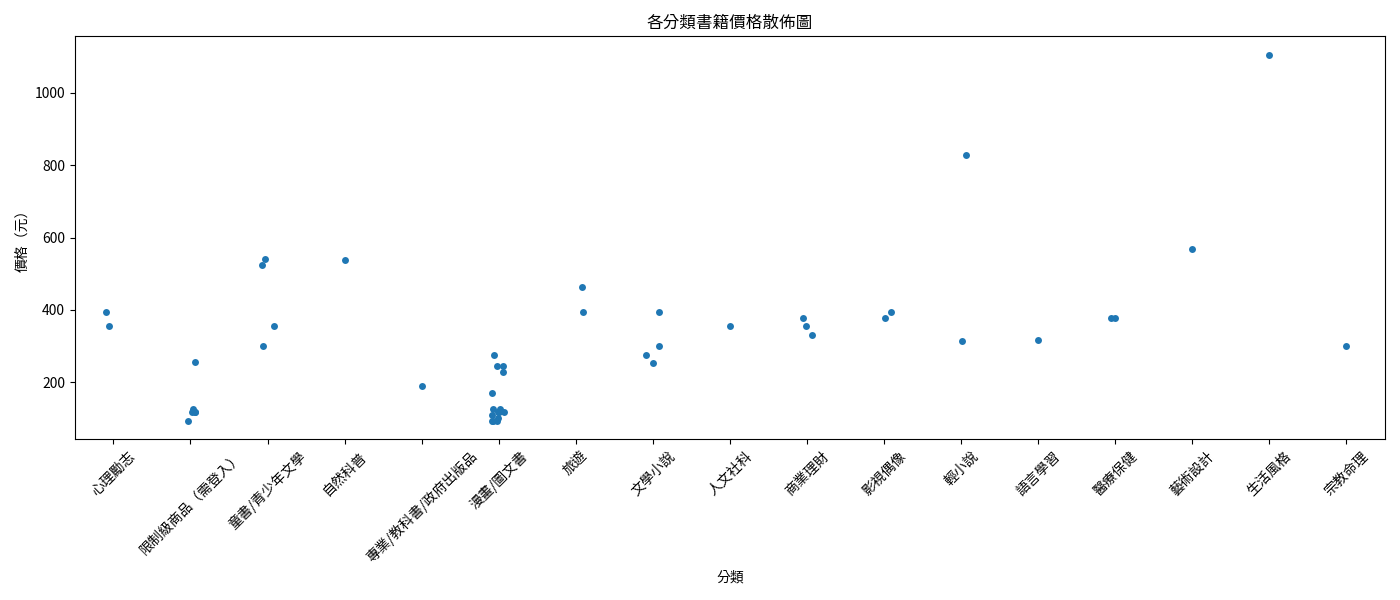 各分類書籍價格散佈圖
價格（元）
1000
800
600
400
200
心理勵志
限制級商品（需登入）
童書/青少年文學
自然科普
專業/教科書/政府出版品
漫畫/圖文書
旅遊
文學小說
人文社科
商業理財
影視偶像
輕小說
語言學習
醫療保健
藝術設計
生活風格
宗教命理
分類